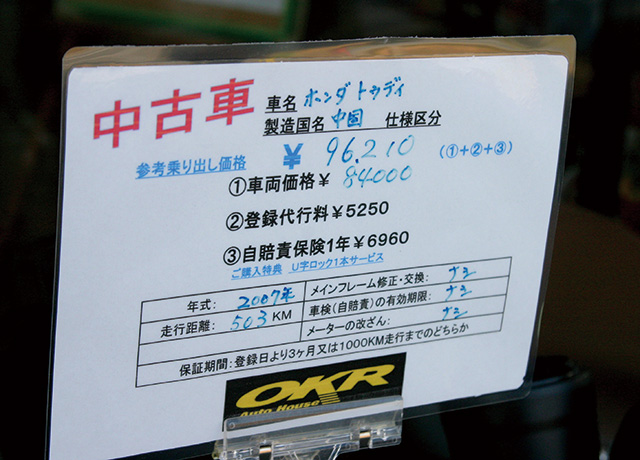 中古車
車名 ホンダ トゥディ
製造国名 中国 仕様区分
参考乗り出し価格 ¥ 96.210 (①+②+③)
①車両価格¥ 84000
②登録代行料¥5250
③自賠責保険1年¥6960
ご購入特典 U字ロック1本サービス
年式: 2007年 メインフレーム修正・交換: ナシ
走行距離: 503KM 車検(自賠責)の有効期限: ナシ
メーターの改ざん: ナシ
保証期間:登録日より3ヶ月又は1000KM走行までのどちらか
OKR
Auto House